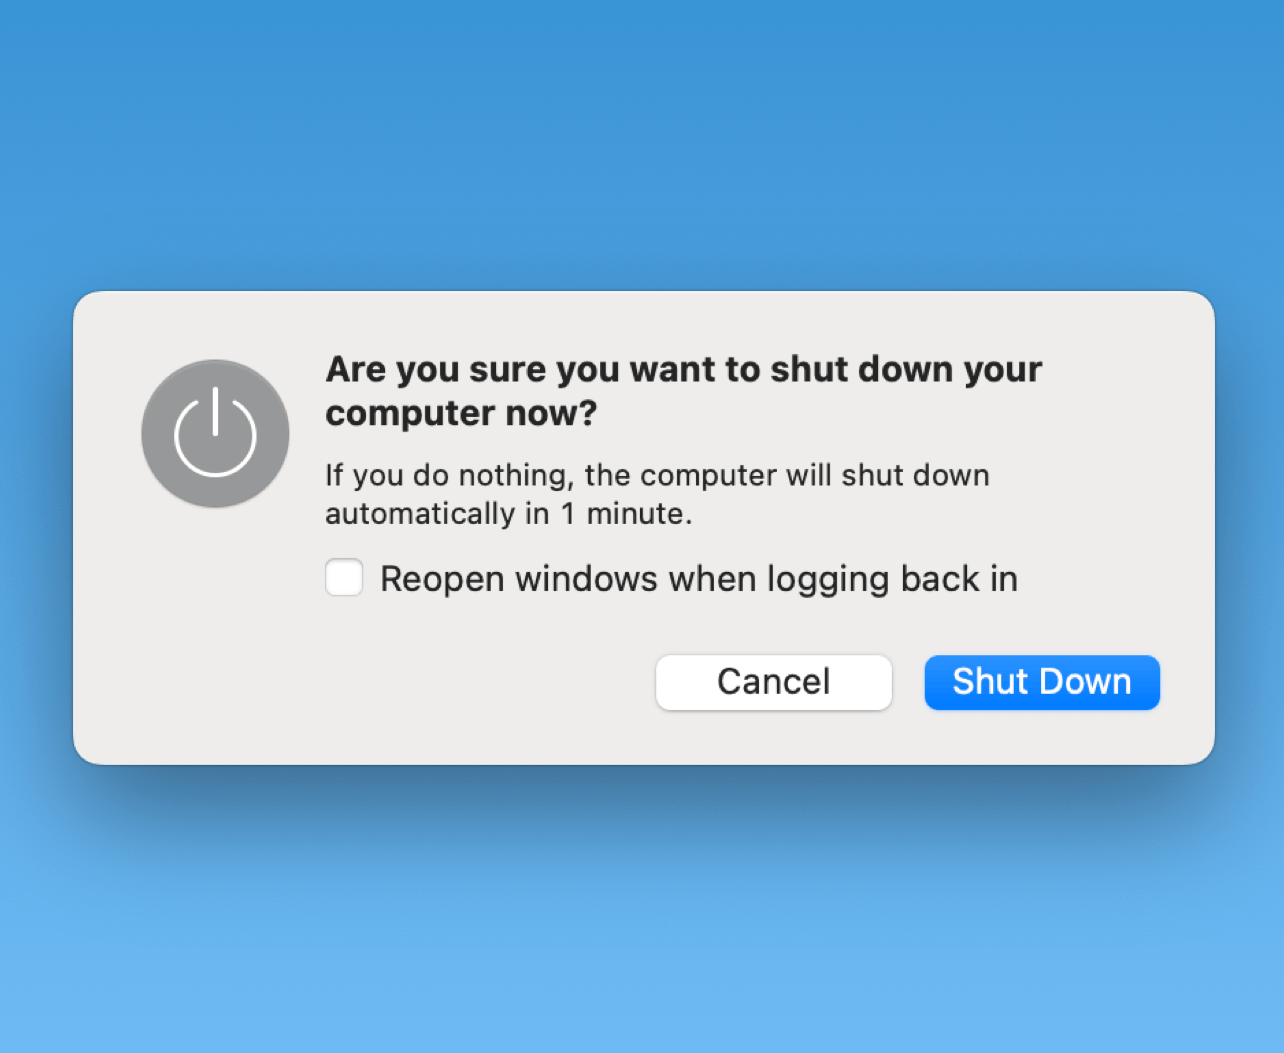 Are you sure you want to shut down your
computer now?
If you do nothing, the computer will shut down
automatically in 1 minute.
Reopen windows when logging back in
Cancel Shut Down